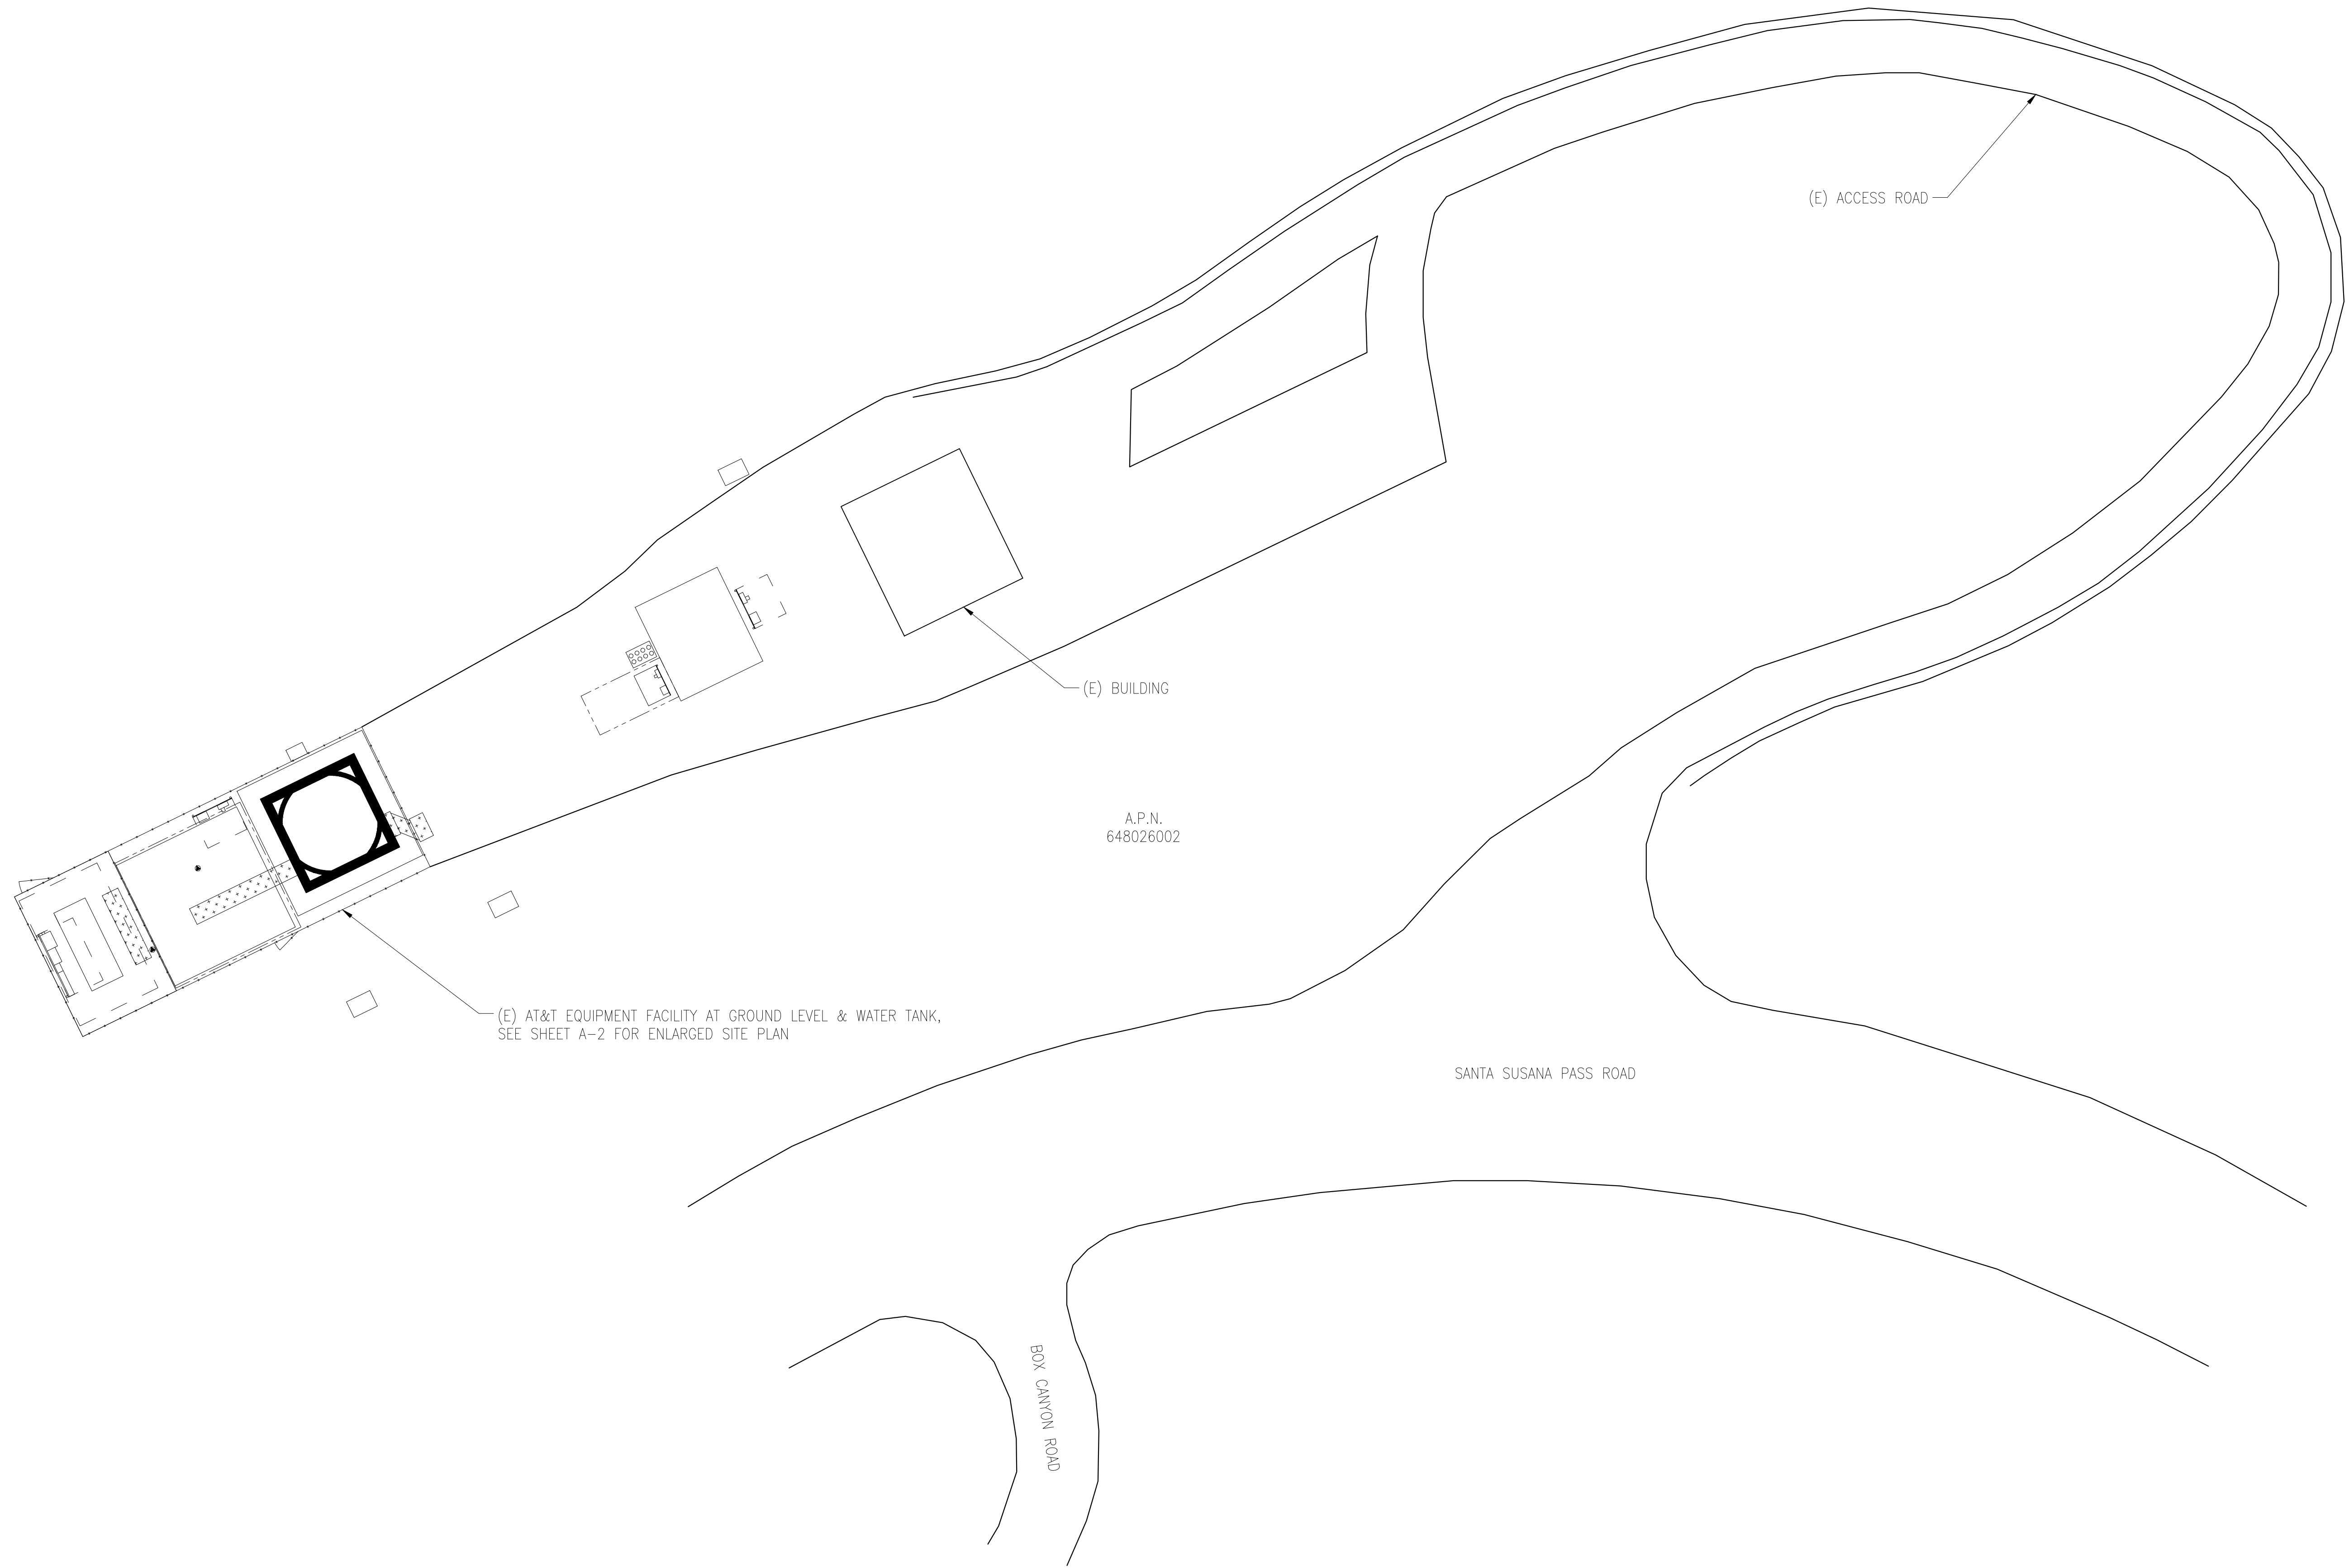 (E) ACCESS ROAD
(E) BUILDING
A.P.N.
648026002
(E) AT&T EQUIPMENT FACILITY AT GROUND LEVEL & WATER TANK,
SEE SHEET A-2 FOR ENLARGED SITE PLAN
SANTA SUSANA PASS ROAD
BOX CANYON ROAD